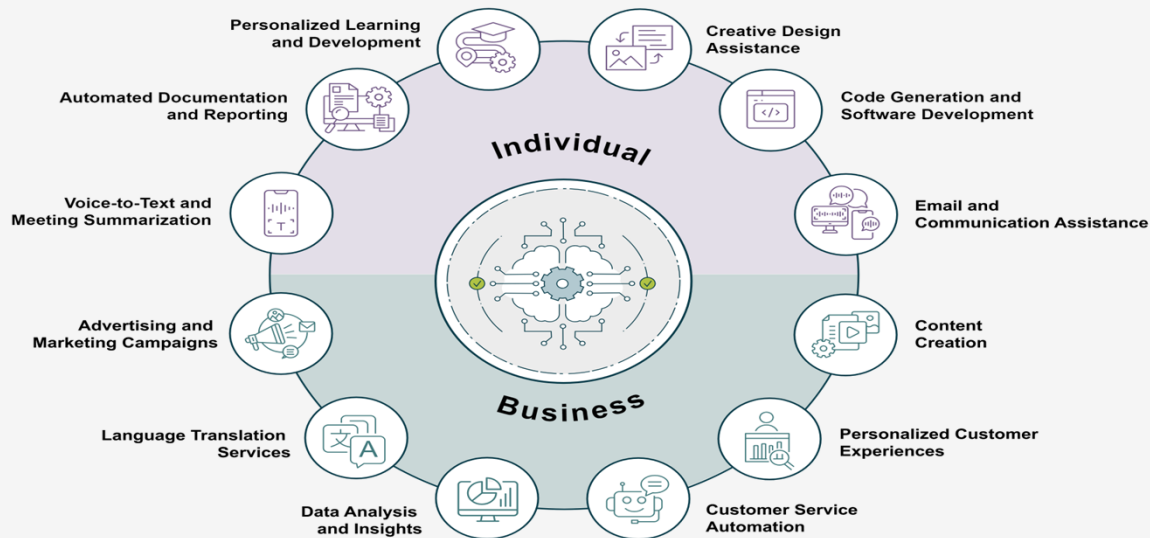 Personalized Learning
and Development
Creative Design
Assistance
Automated Documentation
and Reporting
Code Generation and
Software Development
Individual
Voice-to-Text and
Meeting Summarization
T
Email and
Communication Assistance
Advertising and
Marketing Campaigns
Content
Creation
Business
Language Translation
Services
文
A
Personalized Customer
Experiences
Data Analysis
and Insights
Customer Service
Automation